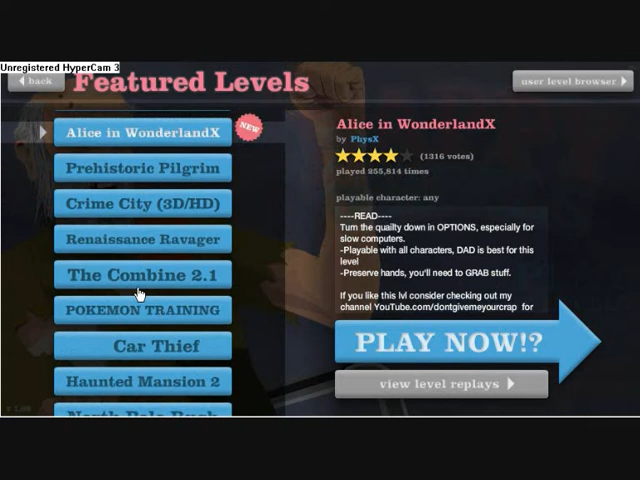 Unregistered HyperCam 3
back
Featured Levels
user level browser
Alice in WonderlandX
NEW
Prehistoric Pilgrim
Crime City (3D/HD)
Renaissance Ravager
The Combine 2.1
POKEMON TRAINING
Car Thief
Haunted Mansion 2
North Pole Rush
Alice in WonderlandX
by PhysX
(1316 votes)
played 255,814 times
playable character: any
----READ----
Turn the quailty down in OPTIONS, especially for
slow computers.
-Playable with all characters, DAD is best for this
level
-Preserve hands, you'll need to GRAB stuff.
If you like this lvl consider checking out my
channel YouTube.com/dontgivemeyourcrap for
PLAY NOW!?
view level replays